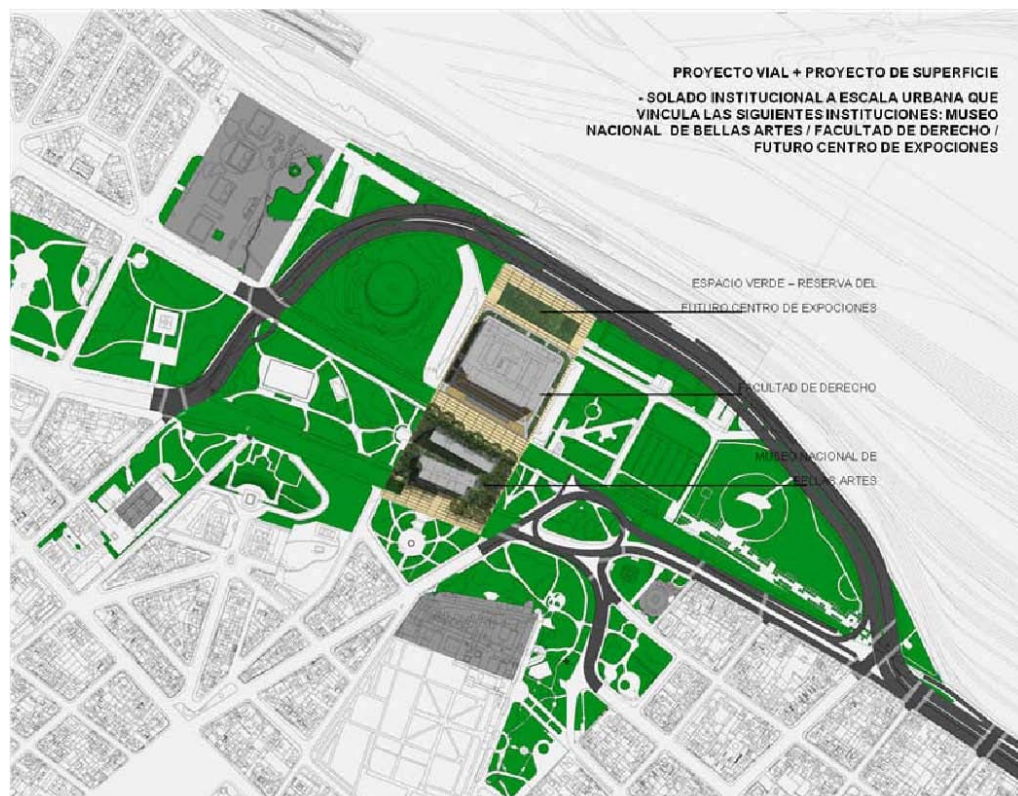 PROYECTO VIAL + PROYECTO DE SUPERFICIE
- SOLADO INSTITUCIONAL A ESCALA URBANA QUE
VINCULA LAS SIGUIENTES INSTITUCIONES: MUSEO
NACIONAL DE BELLAS ARTES / FACULTAD DE DERECHO /
FUTURO CENTRO DE EXPOCIONES
ESPACIO VERDE – RESERVA DEL
FUTURO CENTRO DE EXPOCIONES
FACULTAD DE DERECHO
MUSEO NACIONAL DE
BELLAS ARTES